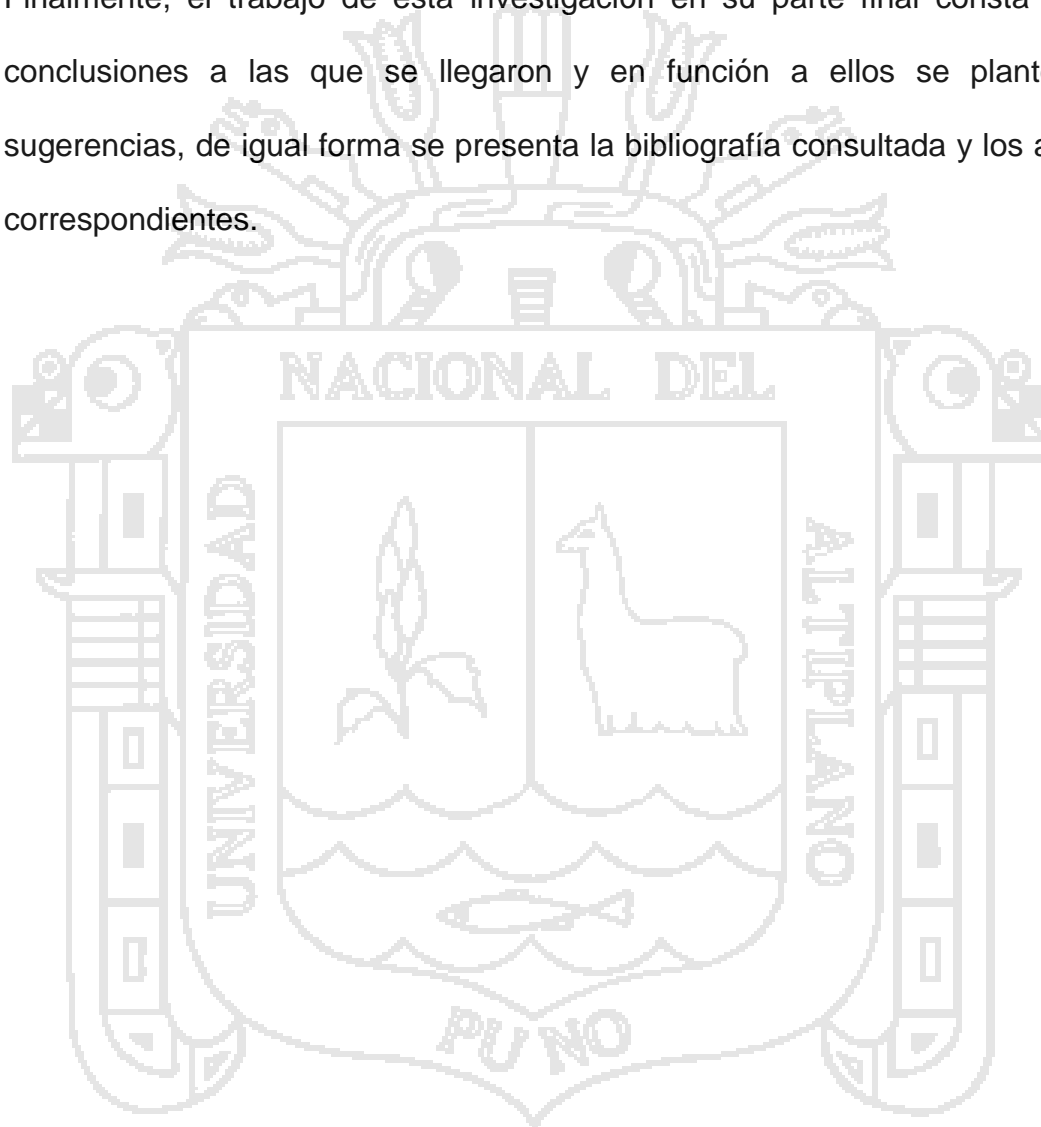 Finalmente, el trabajo de esta investigación en su parte final consta
conclusiones a las que se llegaron y en función a ellos se
sugerencias, de igual forma se presenta la bibliografía consultada y los
correspondientes.
NACIONAL DEL
UNIVERSIDAD
ALTIPLANO
PUNO